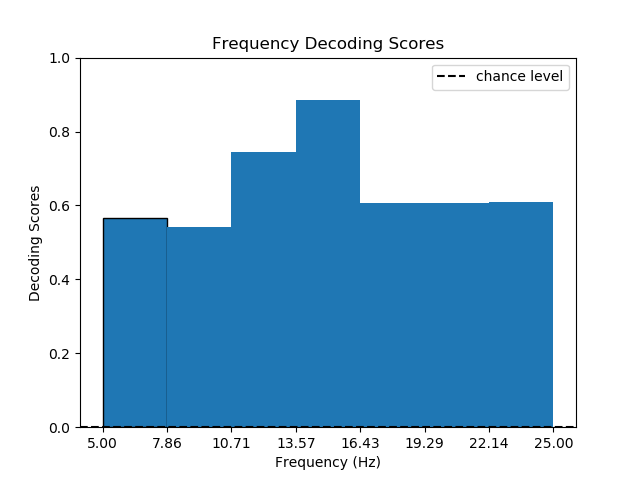 Frequency Decoding Scores
1.0
chance level
0.8
0.6
0.4
0.2
0.0
Decoding Scores
5.00 7.86 10.71 13.57 16.43 19.29 22.14 25.00
Frequency (Hz)